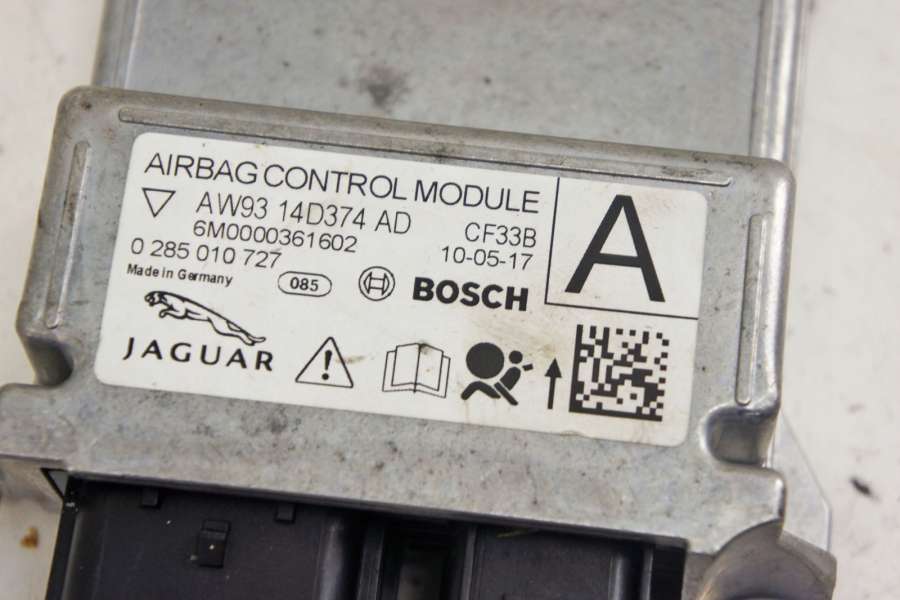 AIRBAG CONTROL MODULE
AW93 14D374 AD
6M0000361602
CF33B
0 285 010 727
10-05-17
A
Made in Germany
085
BOSCH
JAGUAR